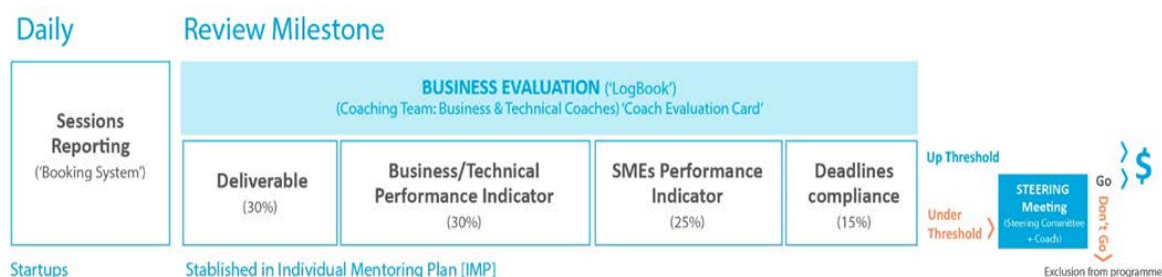 Daily
Review Milestone
Sessions
Reporting
('Booking System')
BUSINESS EVALUATION ('LogBook')
(Coaching Team: Business & Technical Coaches) 'Coach Evaluation Card'
Deliverable
(30%)
Business/Technical
Performance Indicator
(30%)
SMEs Performance
Indicator
(25%)
Deadlines
compliance
(15%)
Up Threshold
Under
Threshold
STEERING
Meeting
(Steering Committee
+ Coach)
Go
Don't Go
$
Exclusion from programme
Startups
Stablished in Individual Mentoring Plan [IMP]